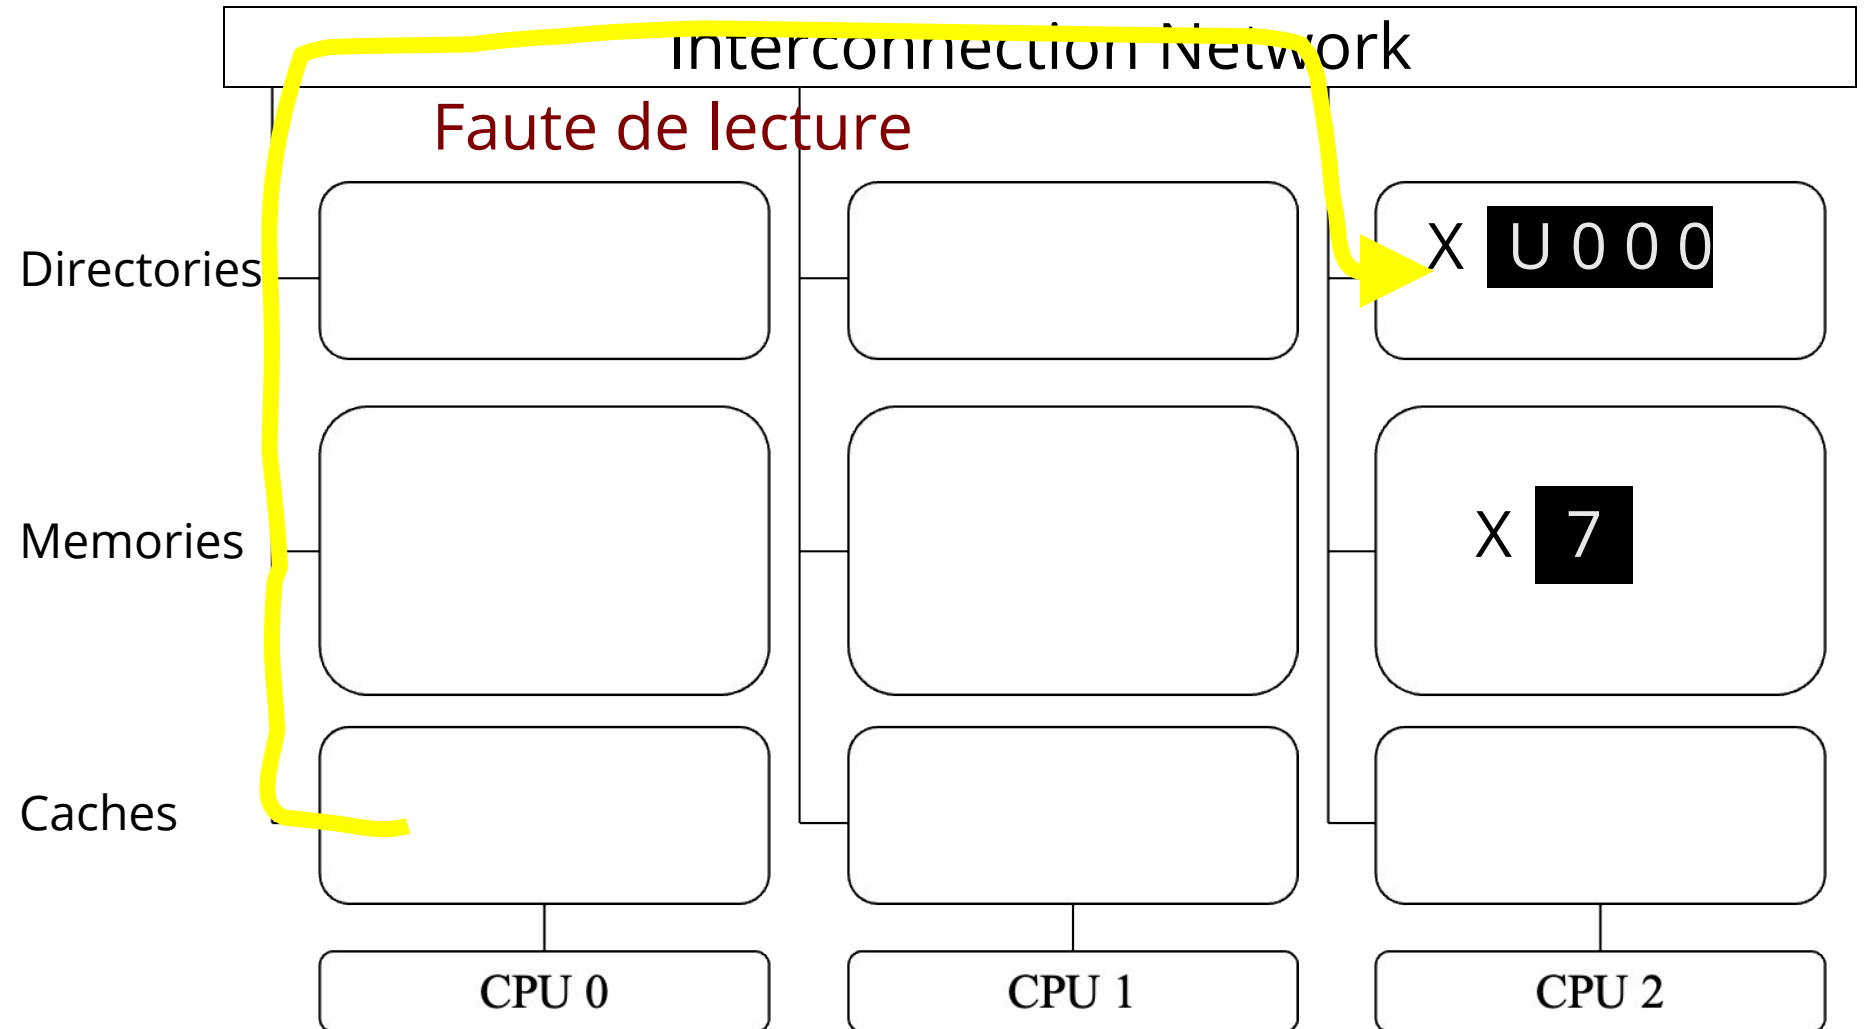 Interconnection Network
Faute de lecture
Directories
X U 0 0 0
Memories
X 7
Caches
CPU 0
CPU 1
CPU 2